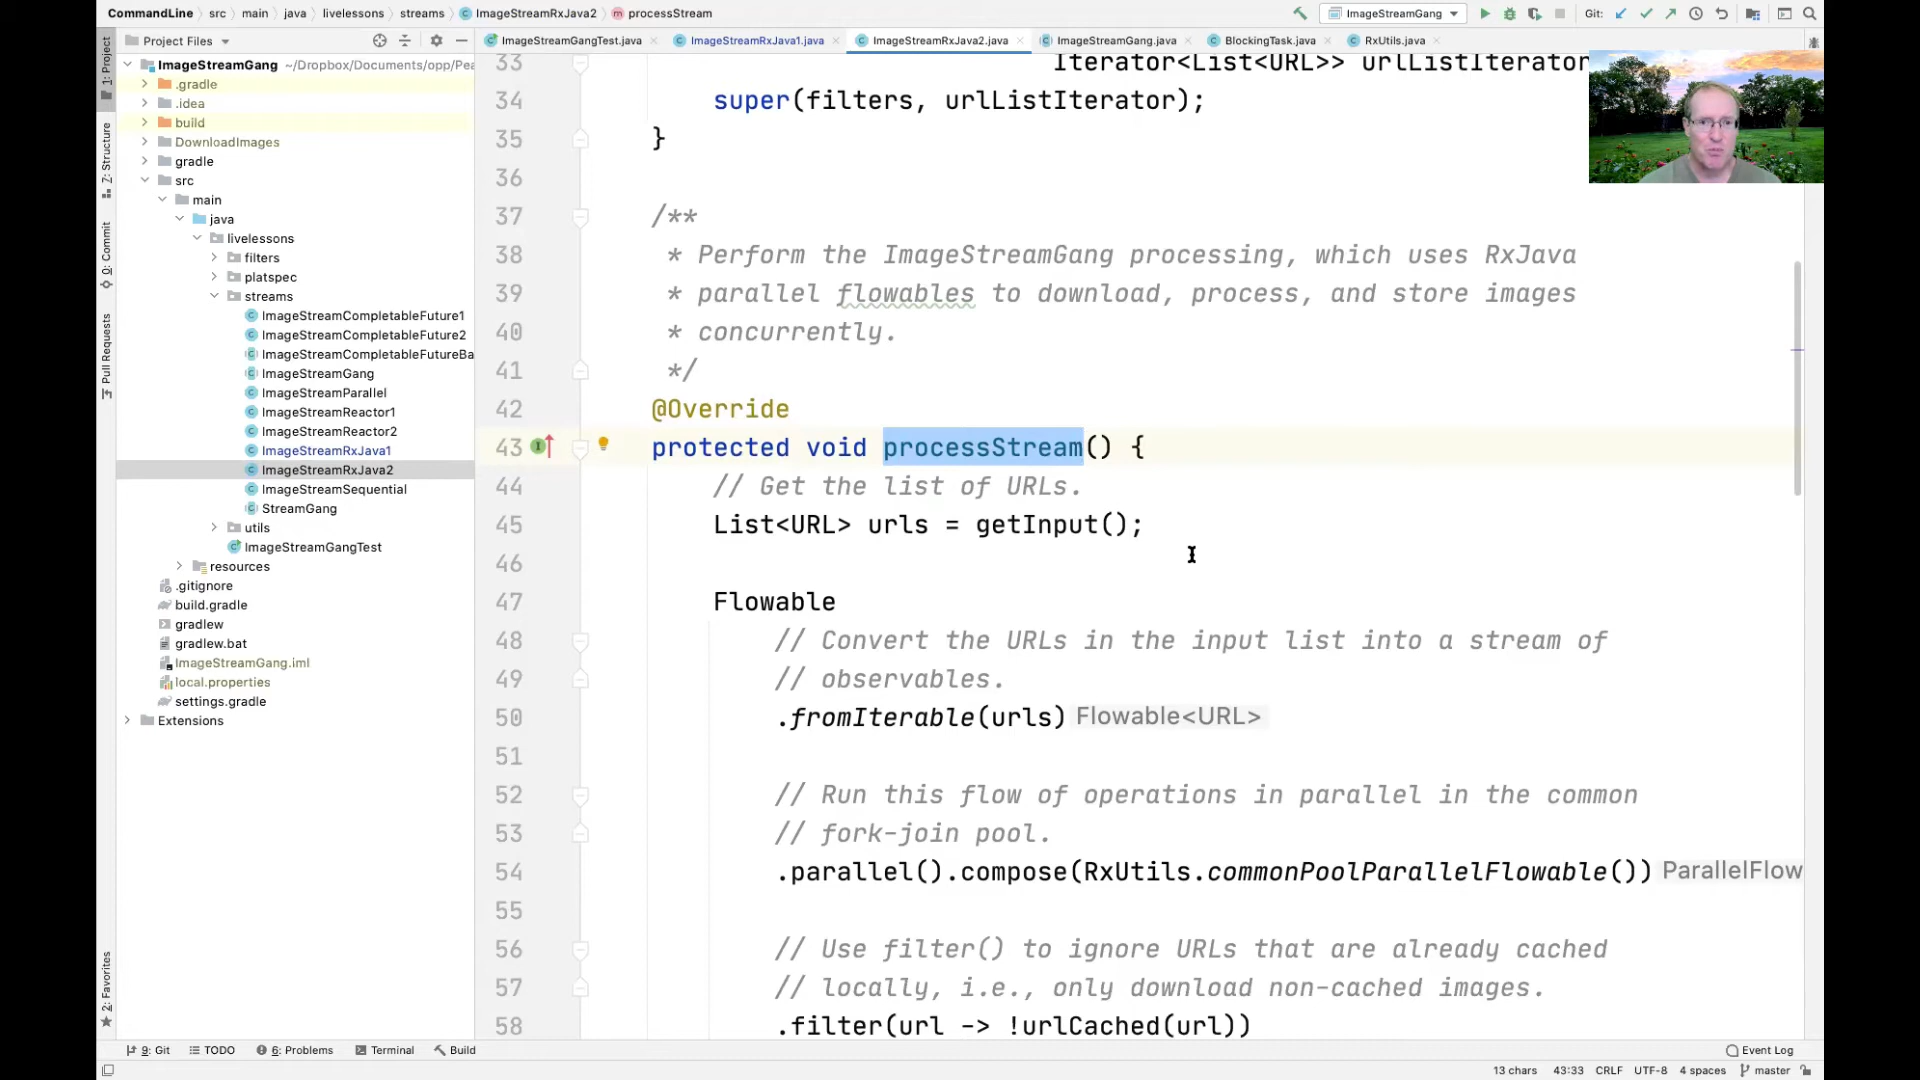 CommandLine src main java livelessons streams ImageStreamRxJava2 processStream
ImageStreamGang Git:
Project Files
ImageStreamGangTest.java ImageStreamRxJava1.java ImageStreamRxJava2.java ImageStreamGang.java BlockingTask.java RxUtils.java
1: Project
Z: Structure
0: Commit
Pull Requests
2: Favorites
ImageStreamGang ~/Dropbox/Documents/opp/Pea
.gradle
.idea
build
DownloadImages
gradle
src
main
java
livelessons
filters
platspec
streams
ImageStreamCompletableFuture1
ImageStreamCompletableFuture2
ImageStreamCompletableFutureBa
ImageStreamGang
ImageStreamParallel
ImageStreamReactor1
ImageStreamReactor2
ImageStreamRxJava1
ImageStreamRxJava2
ImageStreamSequential
StreamGang
utils
ImageStreamGangTest
resources
.gitignore
build.gradle
gradlew
gradlew.bat
ImageStreamGang.iml
local.properties
settings.gradle
Extensions
33 Iterator<List<URL>> urlListIterator
34 super(filters, urlListIterator);
35 }
36
37 /**
38 * Perform the ImageStreamGang processing, which uses RxJava
39 * parallel flowables to download, process, and store images
40 * concurrently.
41 */
42 @Override
43 protected void processStream() {
44 // Get the list of URLs.
45 List<URL> urls = getInput();
46
47 Flowable
48 // Convert the URLs in the input list into a stream of
49 // observables.
50 .fromIterable(urls) Flowable<URL>
51
52 // Run this flow of operations in parallel in the common
53 // fork-join pool.
54 .parallel().compose(RxUtils.commonPoolParallelFlowable()) ParallelFlow
55
56 // Use filter() to ignore URLs that are already cached
57 // locally, i.e., only download non-cached images.
58 .filter(url -> !urlCached(url))
9: Git TODO 6: Problems Terminal Build Event Log
13 chars 43:33 CRLF UTF-8 4 spaces master